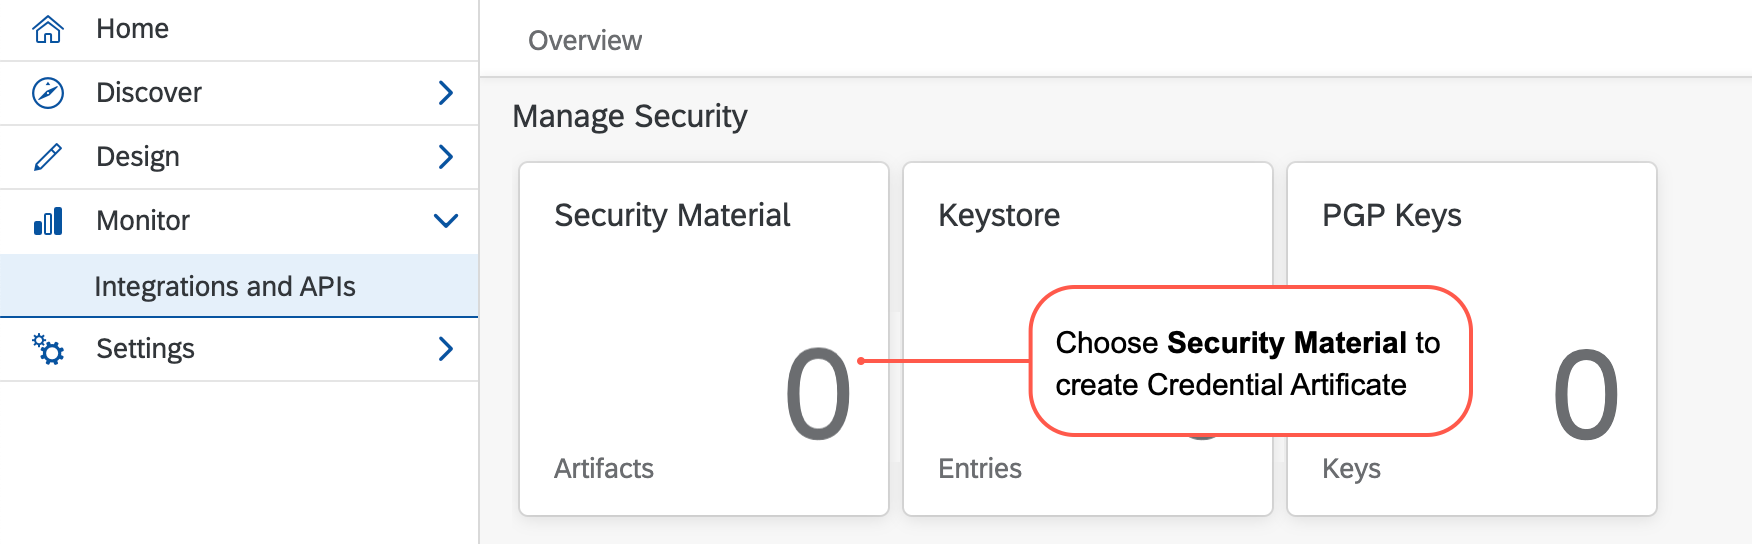 Home
Discover
Design
Monitor
Integrations and APIs
Settings
Overview
Manage Security
Security Material
0
Artifacts
Keystore
Entries
PGP Keys
0
Keys
Choose Security Material to
create Credential Artificate